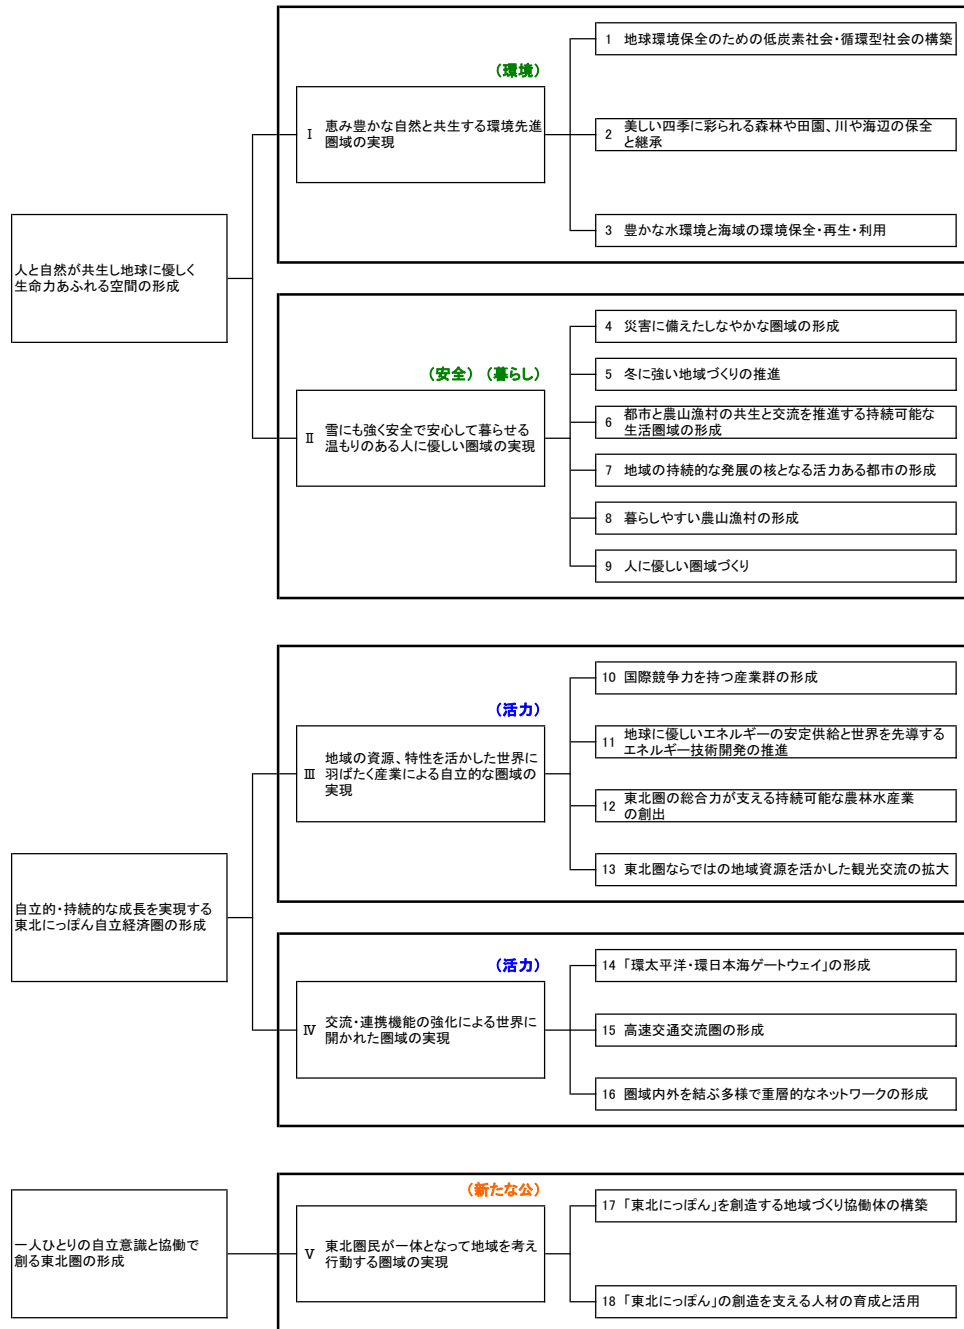 人と自然が共生し地球に優しく
生命力あふれる空間の形成
(環境)
Ⅰ 恵み豊かな自然と共生する環境先進
圏域の実現
1 地球環境保全のための低炭素社会・循環型社会の構築
2 美しい四季に彩られる森林や田園、川や海辺の保全
と継承
3 豊かな水環境と海域の環境保全・再生・利用
(安全) (暮らし)
Ⅱ 雪にも強く安全で安心して暮らせる
温もりのある人に優しい圏域の実現
4 災害に備えたしなやかな圏域の形成
5 冬に強い地域づくりの推進
6 都市と農山漁村の共生と交流を推進する持続可能な
生活圏域の形成
7 地域の持続的な発展の核となる活力ある都市の形成
8 暮らしやすい農山漁村の形成
9 人に優しい圏域づくり
自立的・持続的な成長を実現する
東北にっぽん自立経済圏の形成
(活力)
Ⅲ 地域の資源、特性を活かした世界に
羽ばたく産業による自立的な圏域の
実現
10 国際競争力を持つ産業群の形成
11 地球に優しいエネルギーの安定供給と世界を先導する
エネルギー技術開発の推進
12 東北圏の総合力が支える持続可能な農林水産業
の創出
13 東北圏ならではの地域資源を活かした観光交流の拡大
(活力)
Ⅳ 交流・連携機能の強化による世界に
開かれた圏域の実現
14 「環太平洋・環日本海ゲートウェイ」の形成
15 高速交通交流圏の形成
16 圏域内外を結ぶ多様で重層的なネットワークの形成
一人ひとりの自立意識と協働で
創る東北圏の形成
(新たな公)
Ⅴ 東北圏民が一体となって地域を考え
行動する圏域の実現
17 「東北にっぽん」を創造する地域づくり協働体の構築
18 「東北にっぽん」の創造を支える人材の育成と活用